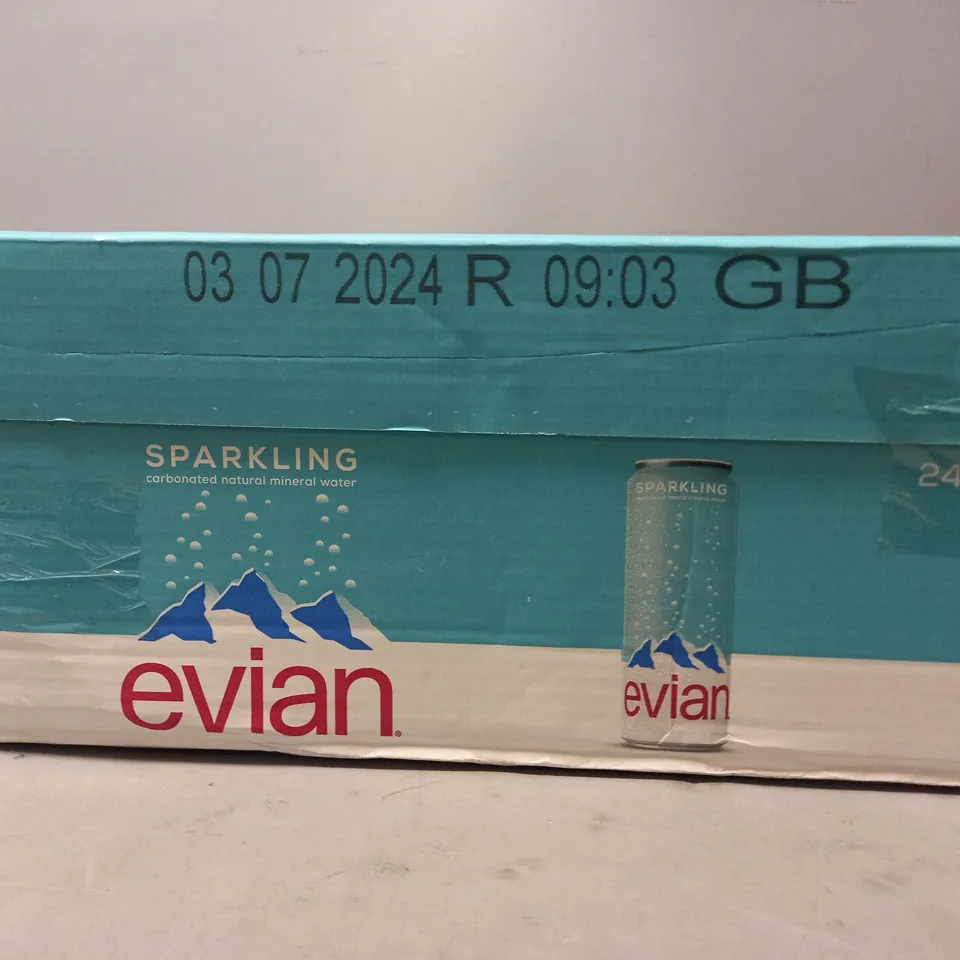 03 07 2024 R 09:03 GB
SPARKLING
carbonated natural mineral water
evian®
24
SPARKLING
evian